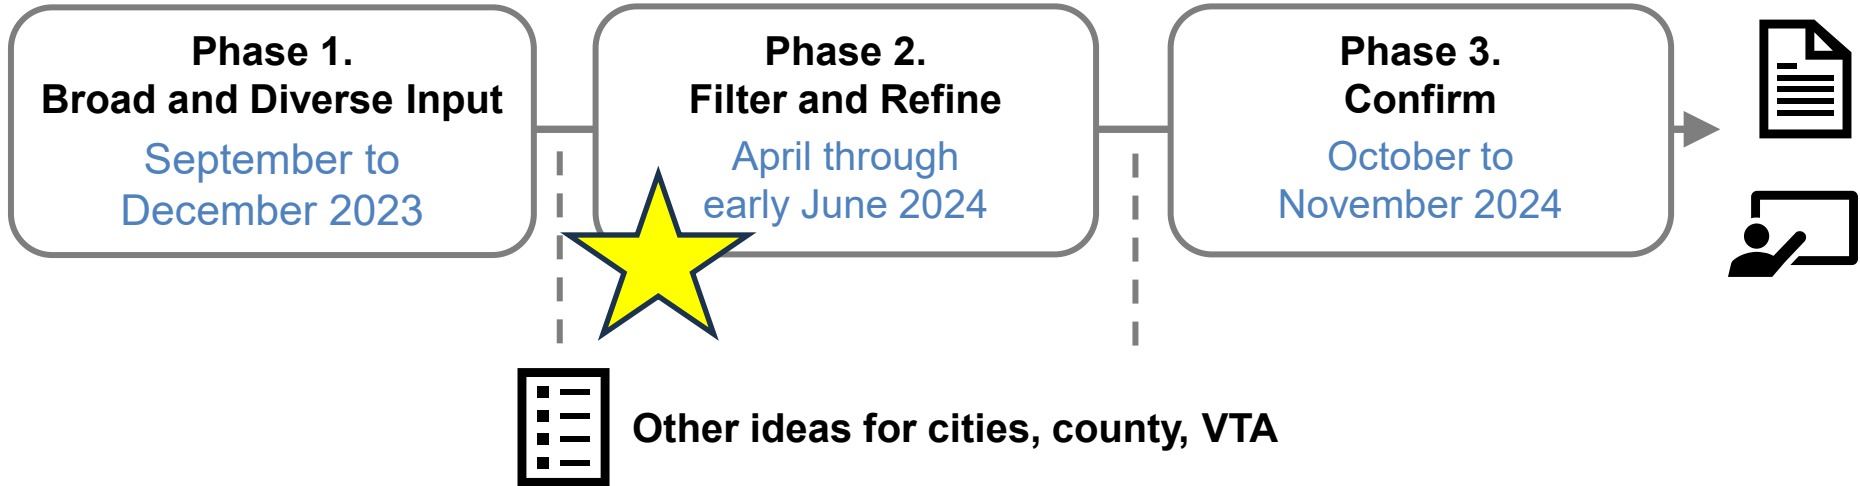 Phase 1.
Broad and Diverse Input
September to
December 2023
Phase 2.
Filter and Refine
April through
early June 2024
Phase 3.
Confirm
October to
November 2024
Other ideas for cities, county, VTA